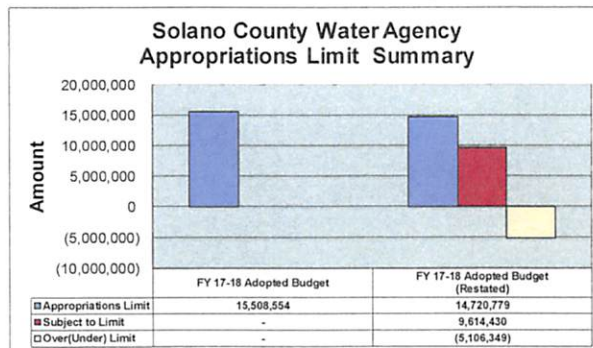 Solano County Water Agency
Appropriations Limit Summary
Amount
20,000,000
15,000,000
10,000,000
5,000,000
0
(5,000,000)
(10,000,000)
FY 17-18 Adopted Budget
FY 17-18 Adopted Budget
(Restated)
Appropriations Limit 15,508,554 14,720,779
Subject to Limit - 9,614,430
Over(Under) Limit - (5,106,349)